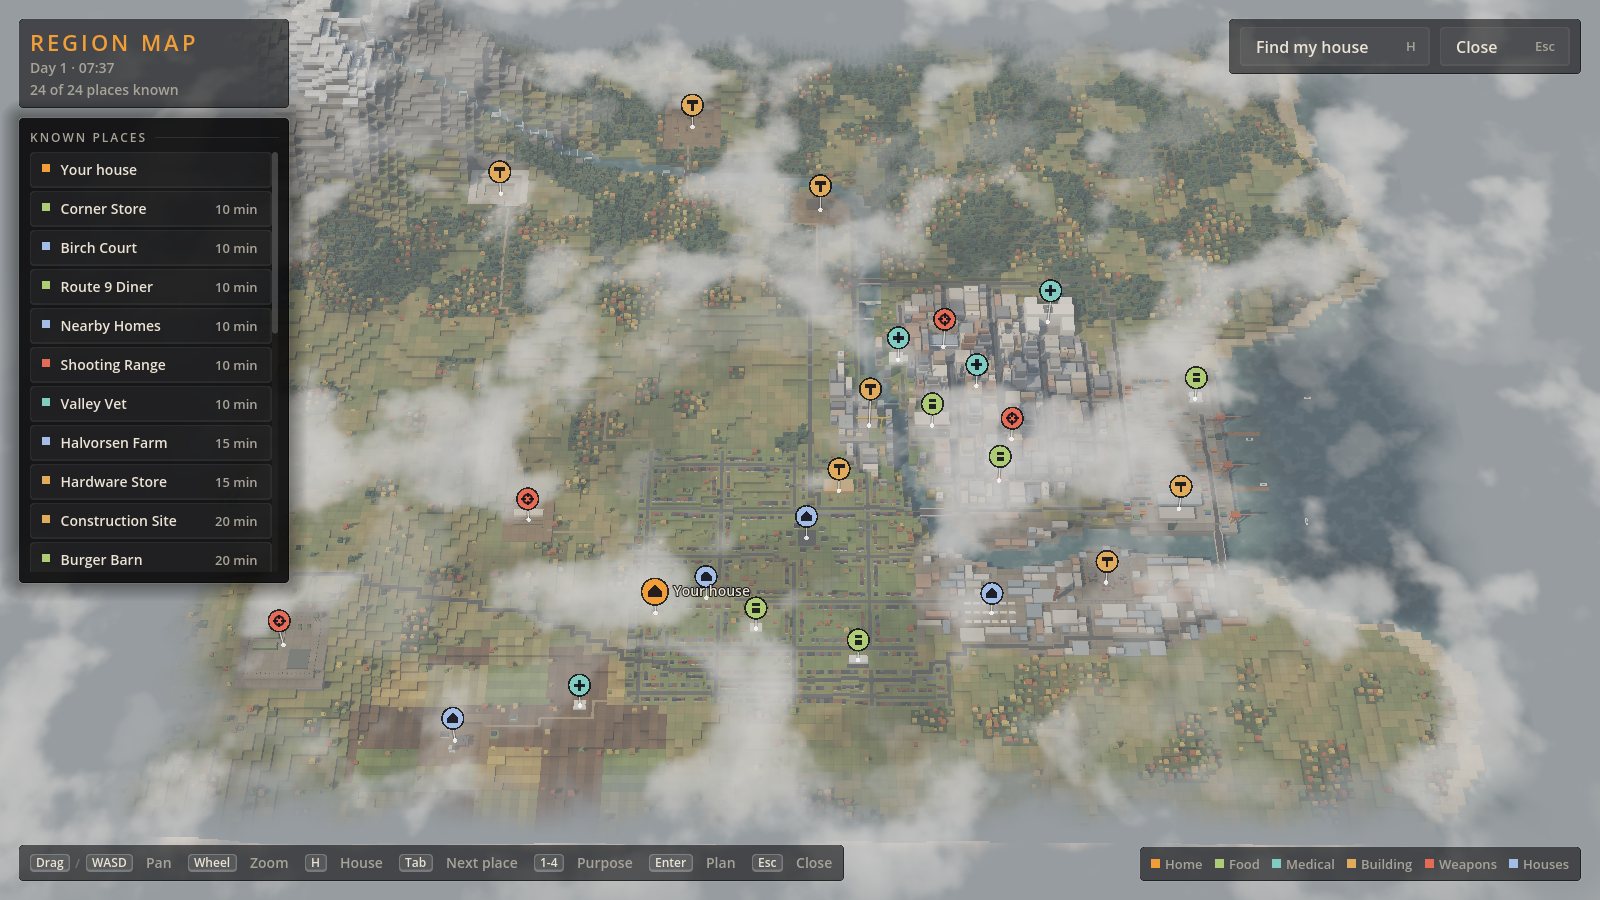 REGION MAP
Day 1 · 07:37
24 of 24 places known
Find my house H
Close Esc
KNOWN PLACES
Your house
Corner Store 10 min
Birch Court 10 min
Route 9 Diner 10 min
Nearby Homes 10 min
Shooting Range 10 min
Valley Vet 10 min
Halvorsen Farm 15 min
Hardware Store 15 min
Construction Site 20 min
Burger Barn 20 min
Your house
Drag / WASD Pan Wheel Zoom H House Tab Next place 1-4 Purpose Enter Plan Esc Close
Home Food Medical Building Weapons Houses